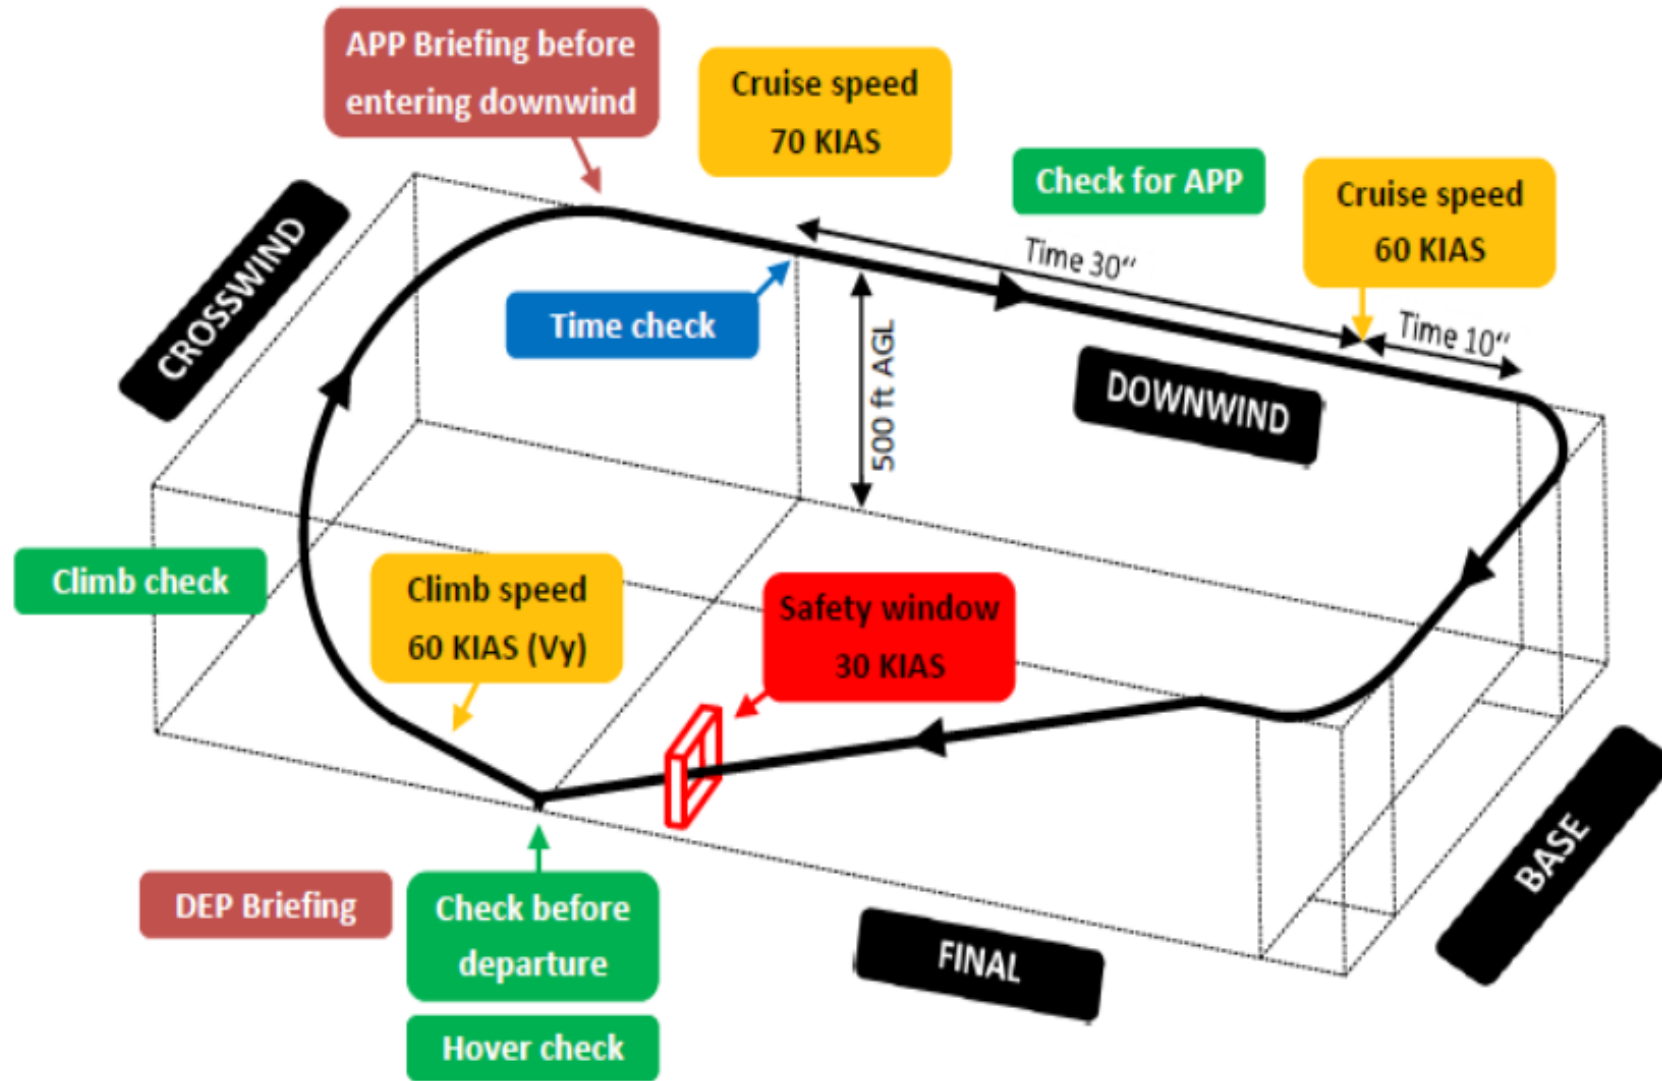 APP Briefing before
entering downwind
Cruise speed
70 KIAS
Check for APP
Cruise speed
60 KIAS
CROSSWIND
Time 30“
Time 10“
Time check
500 ft AGL
DOWNWIND
Climb check
Climb speed
60 KIAS (Vy)
Safety window
30 KIAS
BASE
DEP Briefing
Check before
departure
FINAL
Hover check